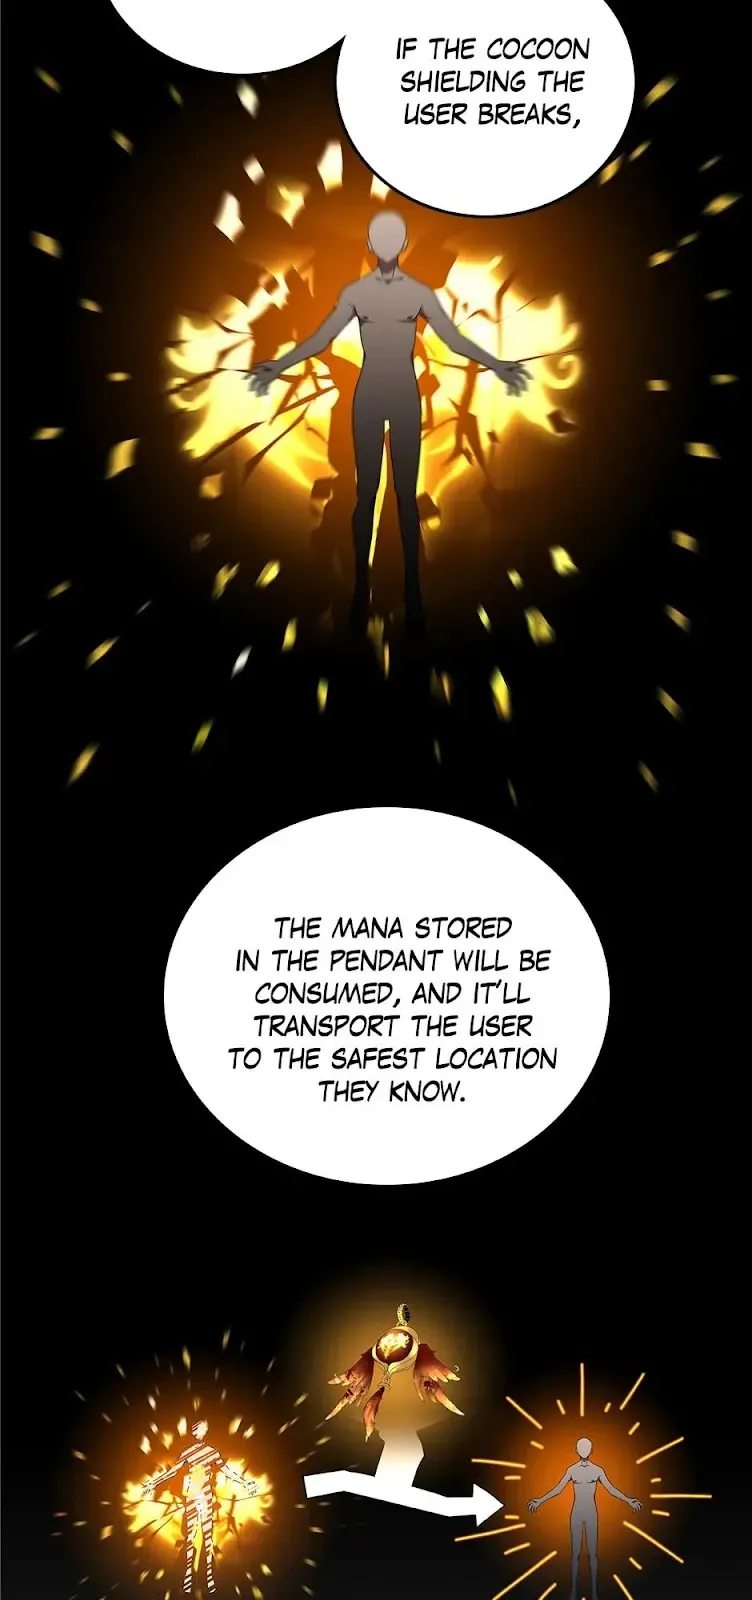 IF THE COCOON
SHIELDING THE
USER BREAKS,
THE MANA STORED
IN THE PENDANT WILL BE
CONSUMED, AND IT'LL
TRANSPORT THE USER
TO THE SAFEST LOCATION
THEY KNOW.